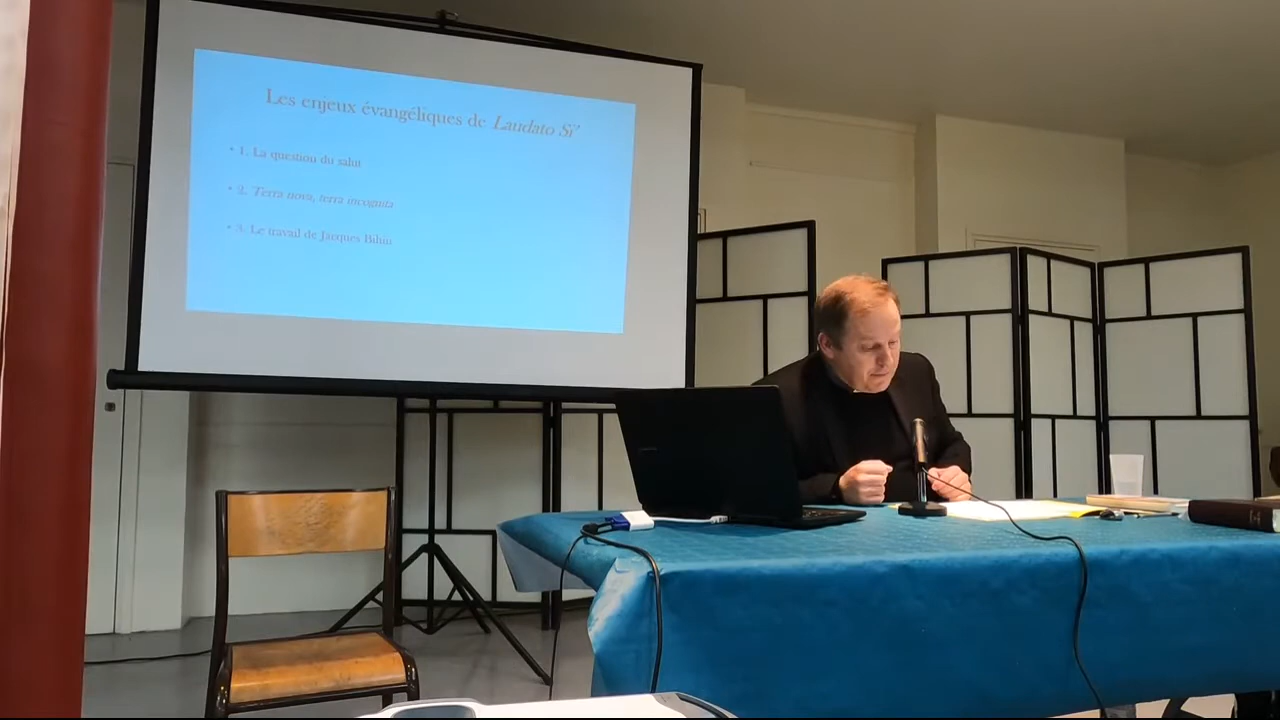 Les enjeux évangéliques de Laudato Si'
• 1. La question du salut
• 2. Terra nova, terra incognita
• 3. Le travail de Jacques Bihin